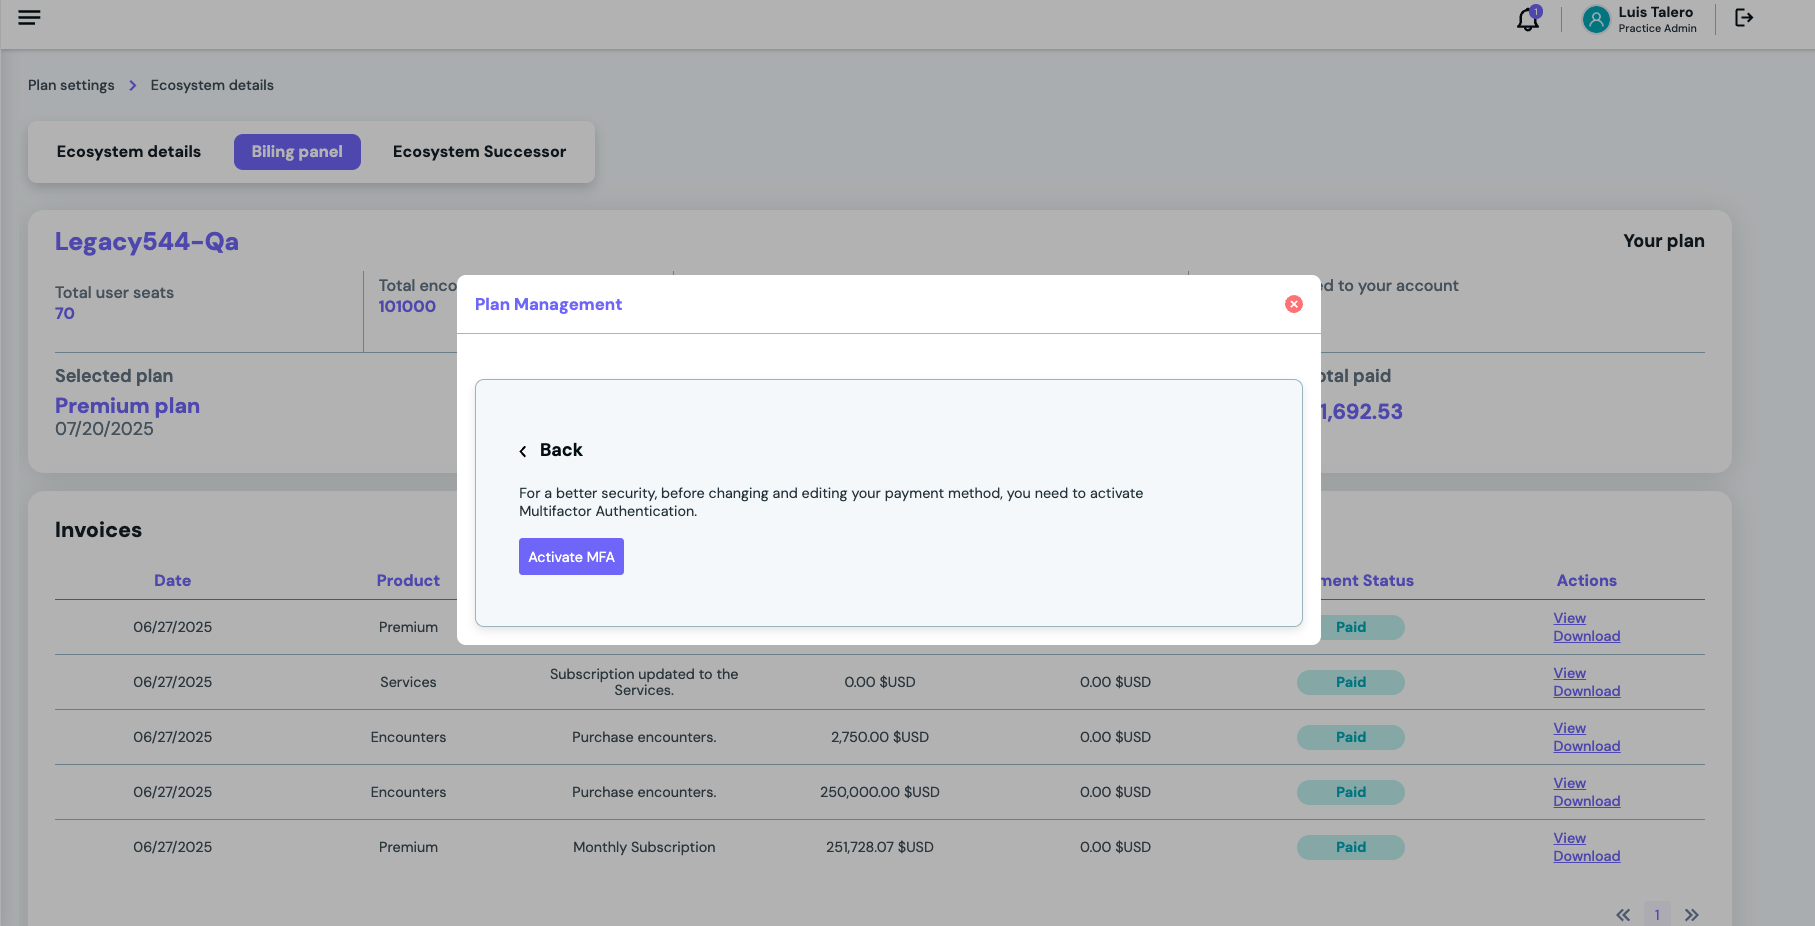 1
Luis Talero
Practice Admin
Plan settings
Ecosystem details
Ecosystem details
Biling panel
Ecosystem Successor
Legacy544-Qa
Your plan
Total user seats
70
Total enco
101000
ed to your account
Selected plan
Premium plan
07/20/2025
otal paid
1,692.53
Plan Management
Back
For a better security, before changing and editing your payment method, you need to activate
Multifactor Authentication.
Activate MFA
Invoices
Date Product ment Status Actions
06/27/2025 Premium Paid View
Download
06/27/2025 Services Subscription updated to the
Services. 0.00 $USD 0.00 $USD Paid View
Download
06/27/2025 Encounters Purchase encounters. 2,750.00 $USD 0.00 $USD Paid View
Download
06/27/2025 Encounters Purchase encounters. 250,000.00 $USD 0.00 $USD Paid View
Download
06/27/2025 Premium Monthly Subscription 251,728.07 $USD 0.00 $USD Paid View
Download
1